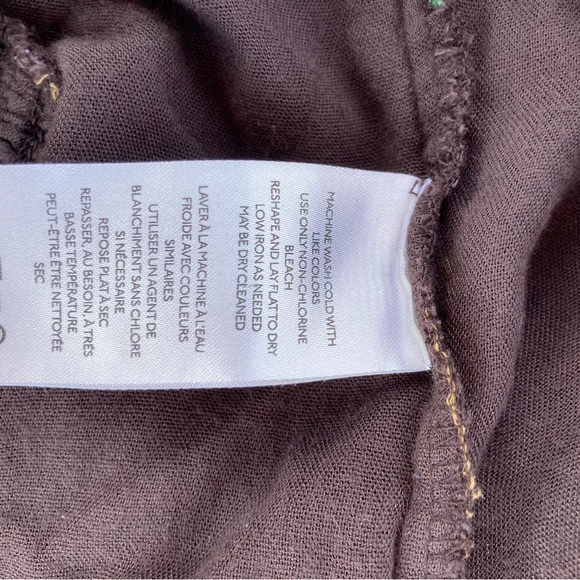 MACHINE WASH COLD WITH
LIKE COLORS
USE ONLY NON-CHLORINE
BLEACH
RESHAPE AND LAY FLAT TO DRY
LOW IRON AS NEEDED
MAY BE DRY CLEANED
LAVER À LA MACHINE À L'EAU
FROIDE AVEC COULEURS
SIMILAIRES
UTILISER UN AGENT DE
BLANCHIMENT SANS CHLORE
SI NÉCESSAIRE
REPOSE PLAT À SEC
REPASSER, AU BESOIN, À TRÈS
BASSE TEMPÉRATURE
PEUT-ÊTRE ÊTRE NETTOYÉE
SEC